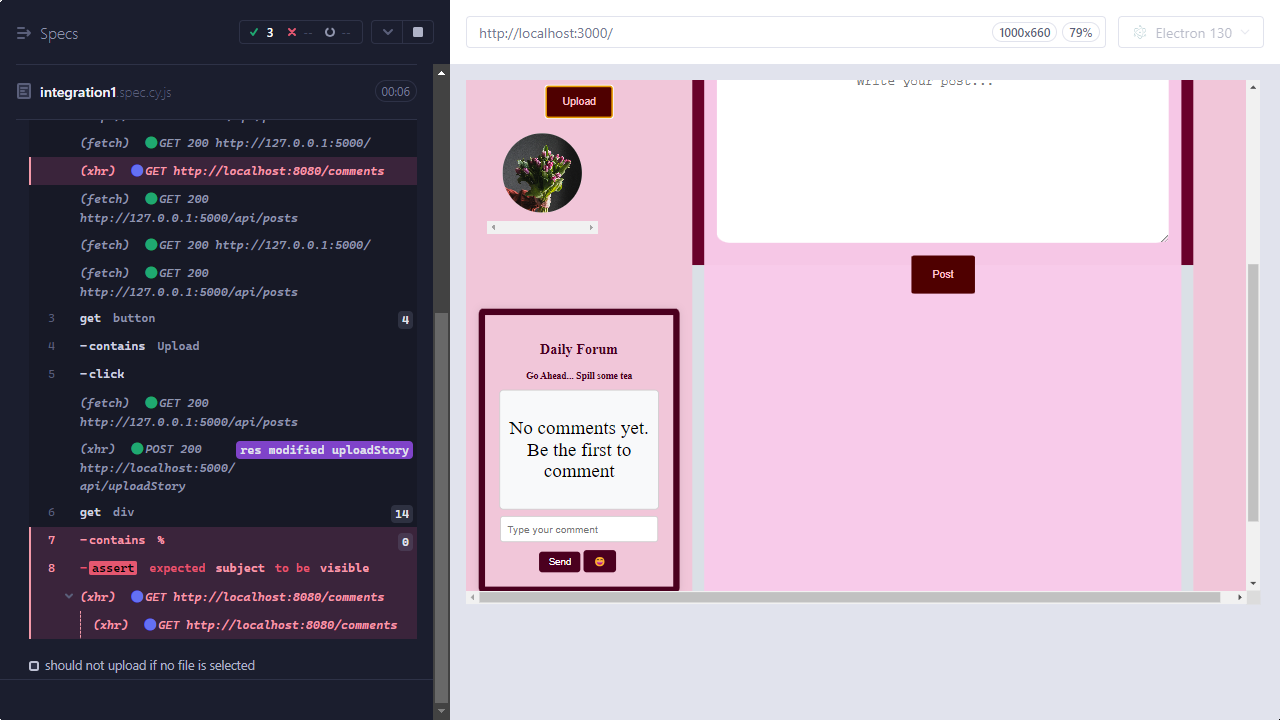 Specs
3
--
--
integration1.spec.cy.js
00:06
(fetch) GET 200 http://127.0.0.1:5000/
(xhr) GET http://localhost:8080/comments
(fetch) GET 200
http://127.0.0.1:5000/api/posts
(fetch) GET 200 http://127.0.0.1:5000/
(fetch) GET 200
http://127.0.0.1:5000/api/posts
3 get button 4
4 -contains Upload
5 -click
(fetch) GET 200
http://127.0.0.1:5000/api/posts
(xhr) POST 200 res modified uploadStory
http://localhost:5000/
api/uploadStory
6 get div 14
7 -contains % 0
8 -assert expected subject to be visible
(xhr) GET http://localhost:8080/comments
(xhr) GET http://localhost:8080/comments
should not upload if no file is selected
http://localhost:3000/
1000x660
79%
Electron 130
Write your post...
Upload
Post
Daily Forum
Go Ahead... Spill some tea
No comments yet.
Be the first to
comment
Type your comment
Send